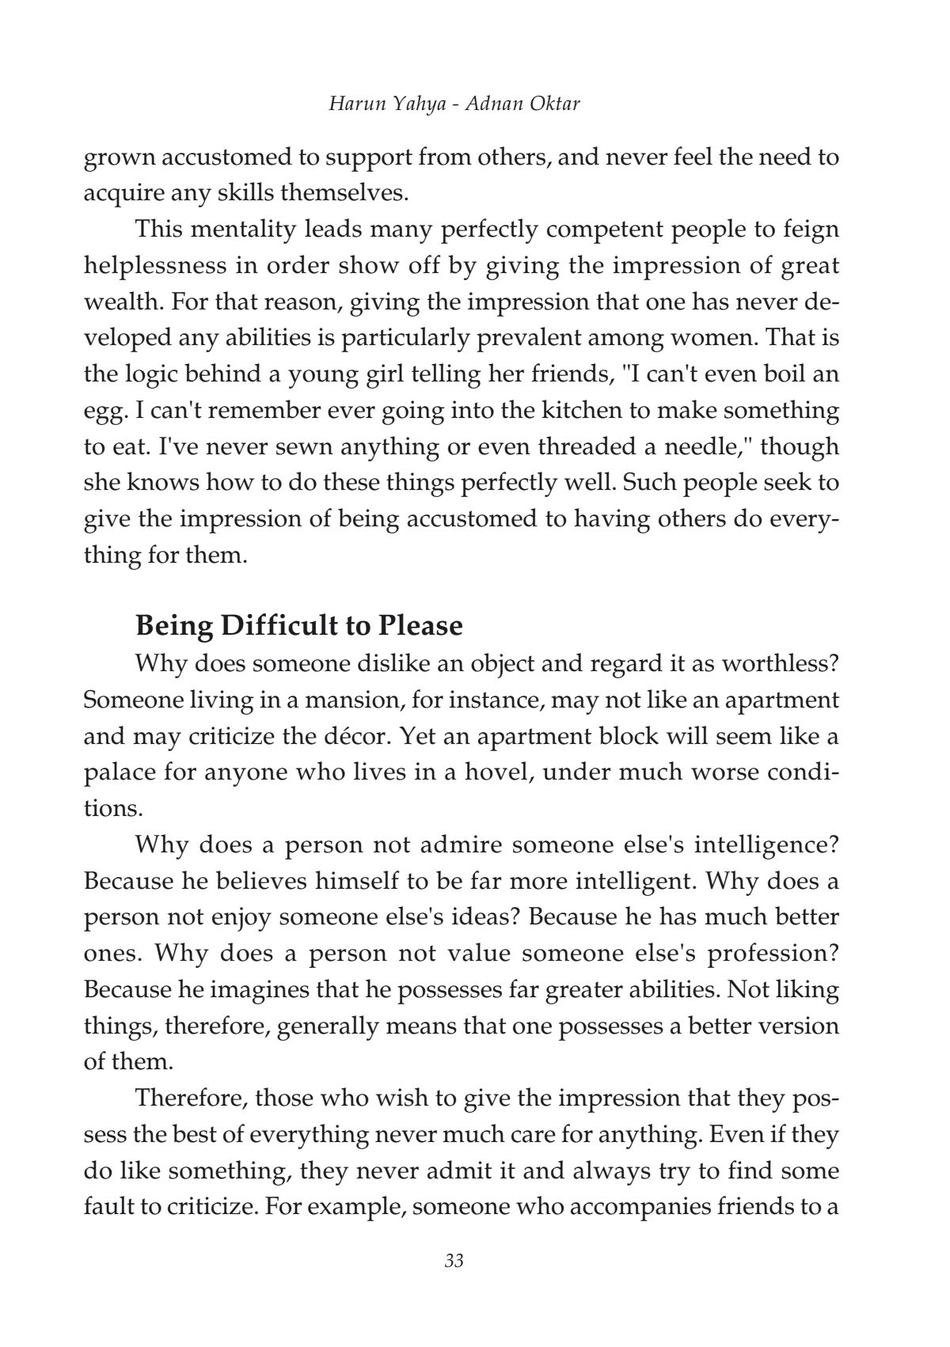 Harun Yahya - Adnan Oktar
grown accustomed to support from others, and never feel the need to
acquire any skills themselves.
This mentality leads many perfectly competent people to feign
helplessness in order show off by giving the impression of great
wealth. For that reason, giving the impression that one has never de-
veloped any abilities is particularly prevalent among women. That is
the logic behind a young girl telling her friends, "I can't even boil an
egg. I can't remember ever going into the kitchen to make something
to eat. I've never sewn anything or even threaded a needle," though
she knows how to do these things perfectly well. Such people seek to
give the impression of being accustomed to having others do every-
thing for them.
Being Difficult to Please
Why does someone dislike an object and regard it as worthless?
Someone living in a mansion, for instance, may not like an apartment
and may criticize the décor. Yet an apartment block will seem like a
palace for anyone who lives in a hovel, under much worse condi-
tions.
Why does a person not admire someone else's intelligence?
Because he believes himself to be far more intelligent. Why does a
person not enjoy someone else's ideas? Because he has much better
ones. Why does a person not value someone else's profession?
Because he imagines that he possesses far greater abilities. Not liking
things, therefore, generally means that one possesses a better version
of them.
Therefore, those who wish to give the impression that they pos-
sess the best of everything never much care for anything. Even if they
do like something, they never admit it and always try to find some
fault to criticize. For example, someone who accompanies friends to a
33